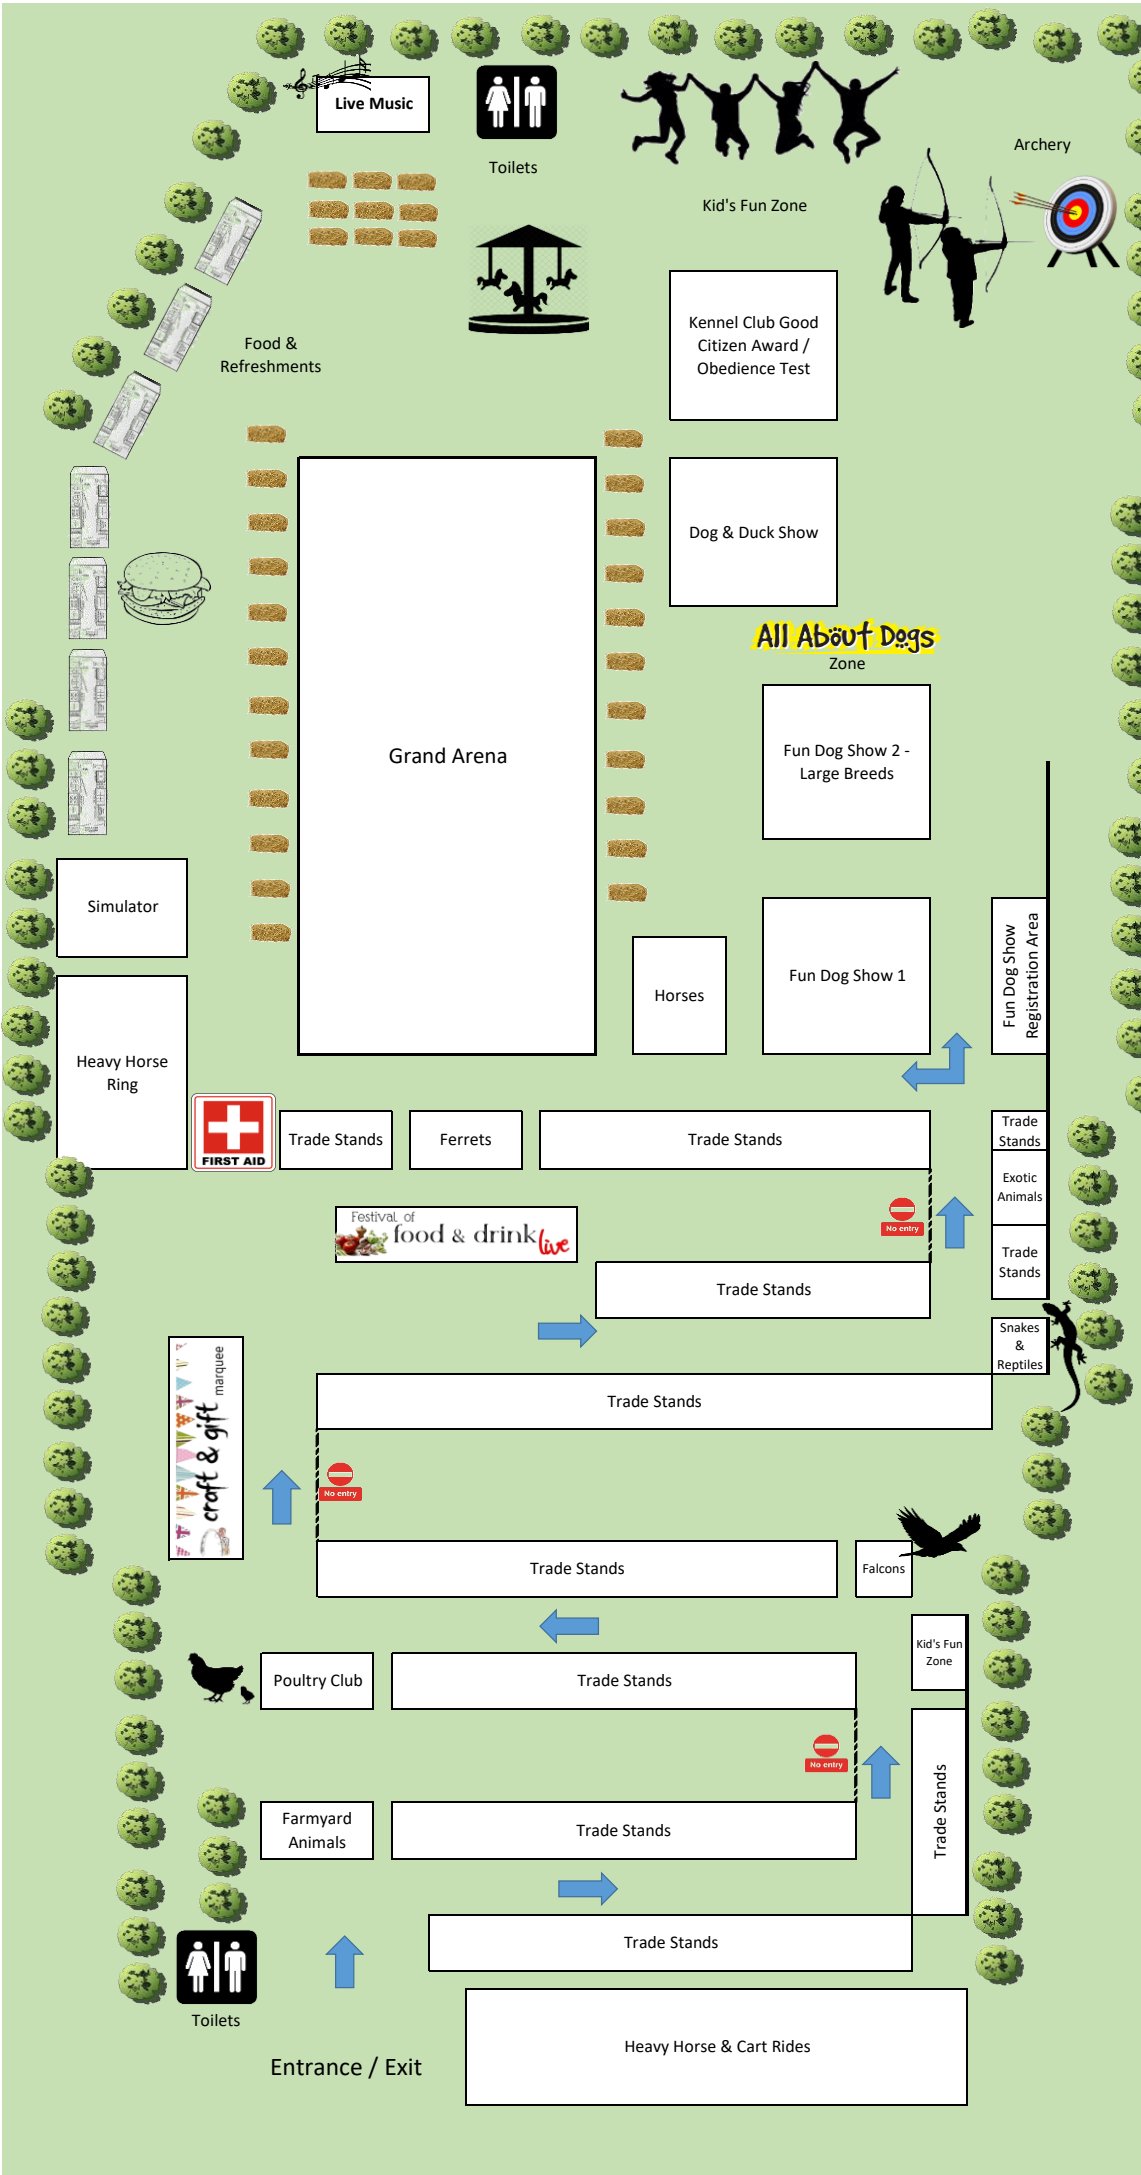 Live Music
Toilets
Archery
Kid's Fun Zone
Kennel Club Good
Citizen Award /
Obedience Test
Food &
Refreshments
Dog & Duck Show
All About Dogs
Zone
Grand Arena
Fun Dog Show 2 -
Large Breeds
Simulator
Fun Dog Show 1
Fun Dog Show
Registration Area
Horses
Heavy Horse
Ring
FIRST AID
Trade Stands
Ferrets
Trade Stands
Trade
Stands
Exotic
Animals
No entry
Festival of
food & drink live
Trade
Stands
Trade Stands
Snakes
&
Reptiles
craft & gift
marquee
Trade Stands
No entry
Trade Stands
Falcons
Kid's Fun
Zone
Poultry Club
Trade Stands
No entry
Trade Stands
Farmyard
Animals
Trade Stands
Trade Stands
Toilets
Heavy Horse & Cart Rides
Entrance / Exit